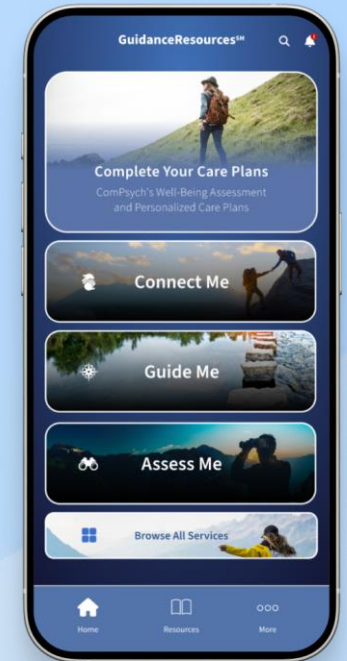 GuidanceResources℠
Complete Your Care Plans
ComPsych's Well-Being Assessment
and Personalized Care Plans
Connect Me
Guide Me
Assess Me
Browse All Services
Home
Resources
More